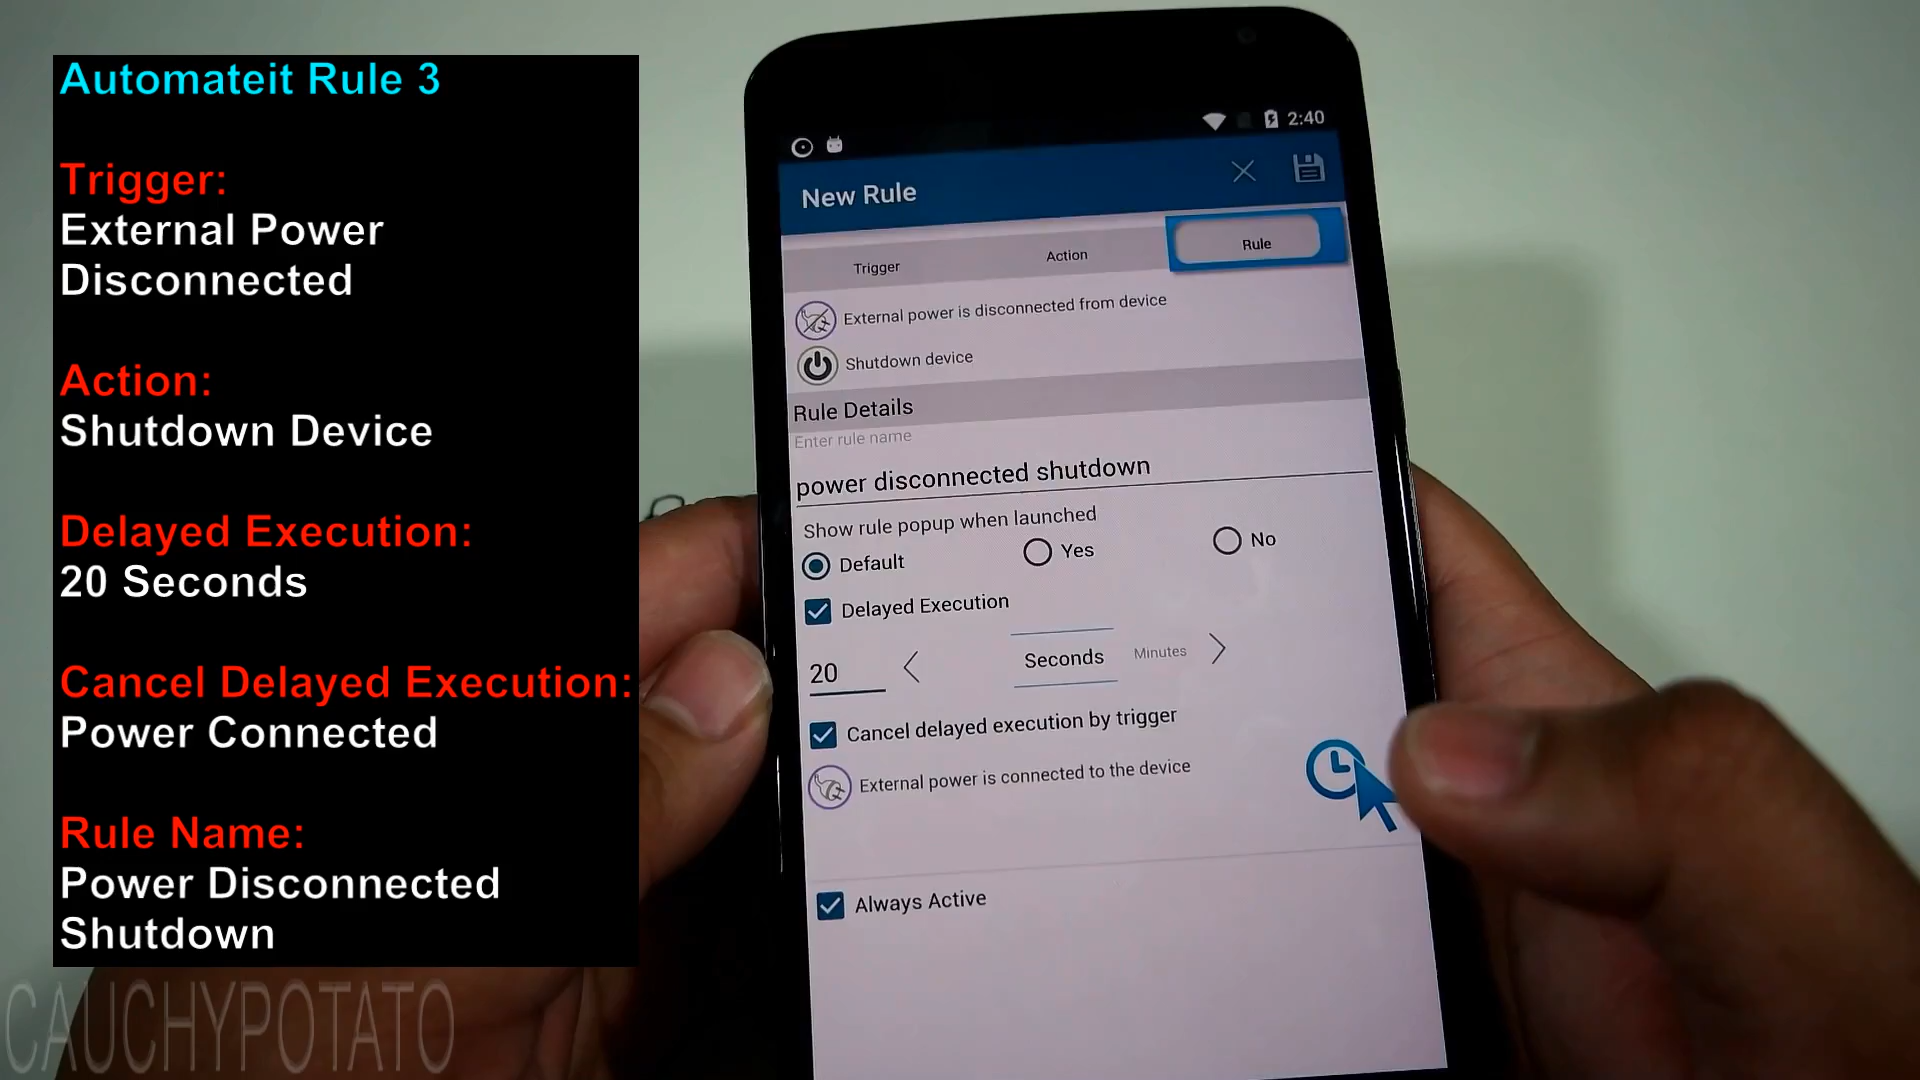 Automateit Rule 3
Trigger:
External Power
Disconnected
Action:
Shutdown Device
Delayed Execution:
20 Seconds
Cancel Delayed Execution:
Power Connected
Rule Name:
Power Disconnected
Shutdown
CAUCHYPOTATO
2:40
New Rule
Trigger
Action
Rule
External power is disconnected from device
Shutdown device
Rule Details
Enter rule name
power disconnected shutdown
Show rule popup when launched
Default
Yes
No
Delayed Execution
20
Seconds
Minutes
Cancel delayed execution by trigger
External power is connected to the device
Always Active